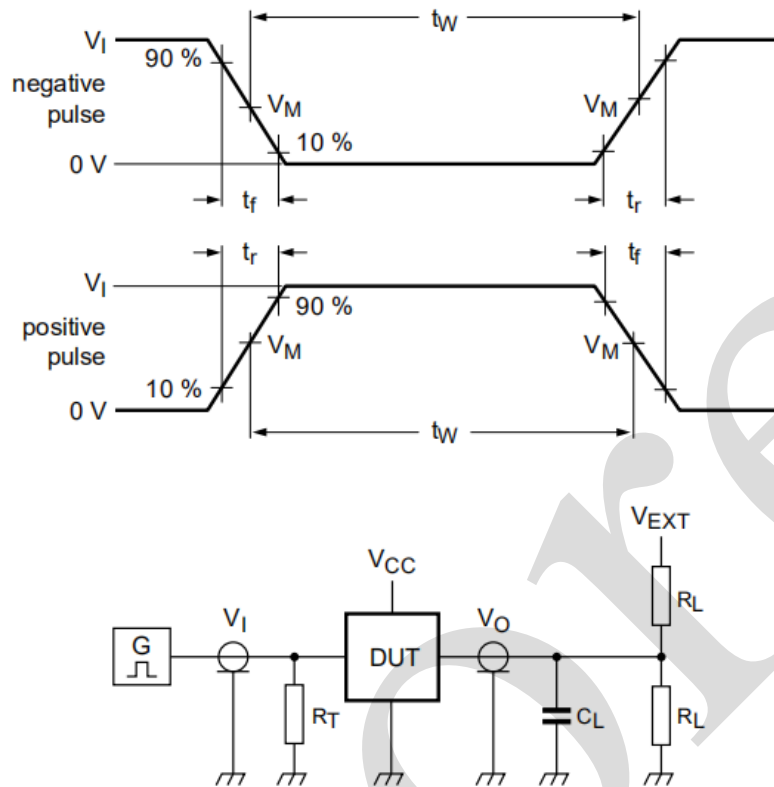 tW
VI
90 %
negative
pulse
VM
VM
10 %
0 V
tf
tr
tr
tf
VI
90 %
positive
pulse
VM
VM
10 %
0 V
tW
VEXT
VCC
RL
VI
VO
G
DUT
RT
CL
RL
ore